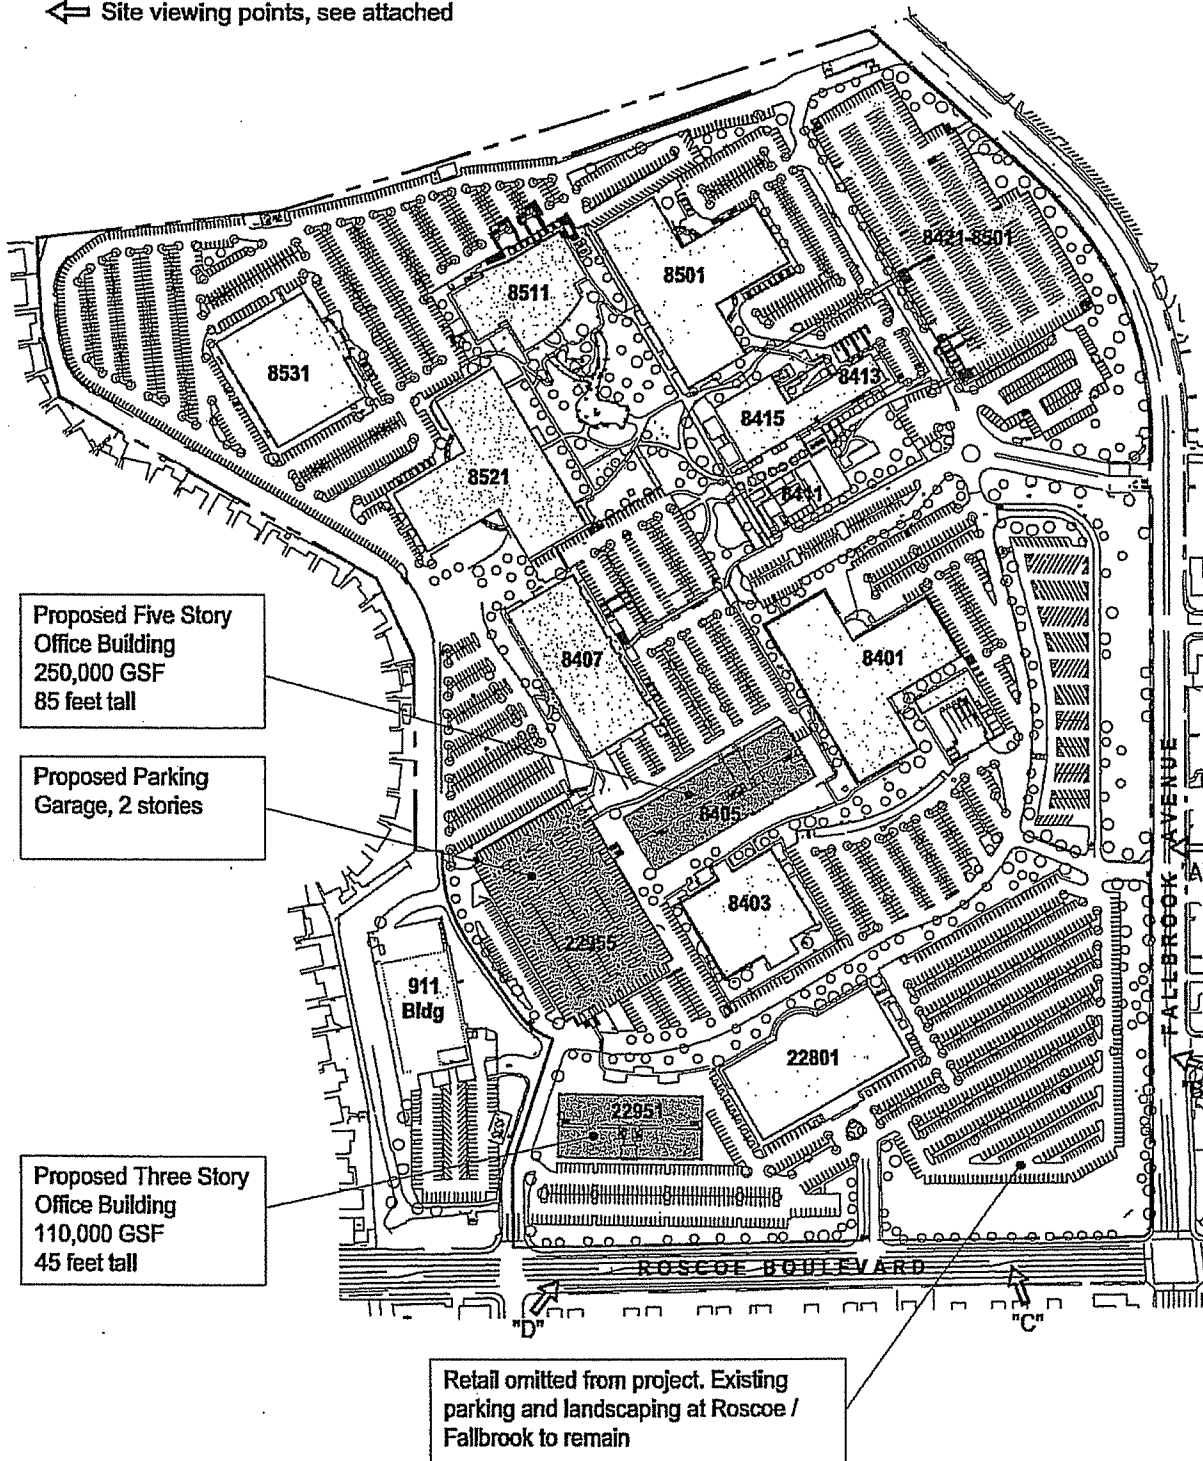 Site viewing points, see attached
8421-8501
8501
8511
8531
8413
8415
8521
8411
8407
8401
Proposed Five Story
Office Building
250,000 GSF
85 feet tall
Proposed Parking
Garage, 2 stories
8405
8403
22955
911
Bldg
22801
22951
FALLBROOK AVENUE
"A
Proposed Three Story
Office Building
110,000 GSF
45 feet tall
ROSCOE BOULEVARD
"D"
"C"
Retail omitted from project. Existing
parking and landscaping at Roscoe /
Fallbrook to remain